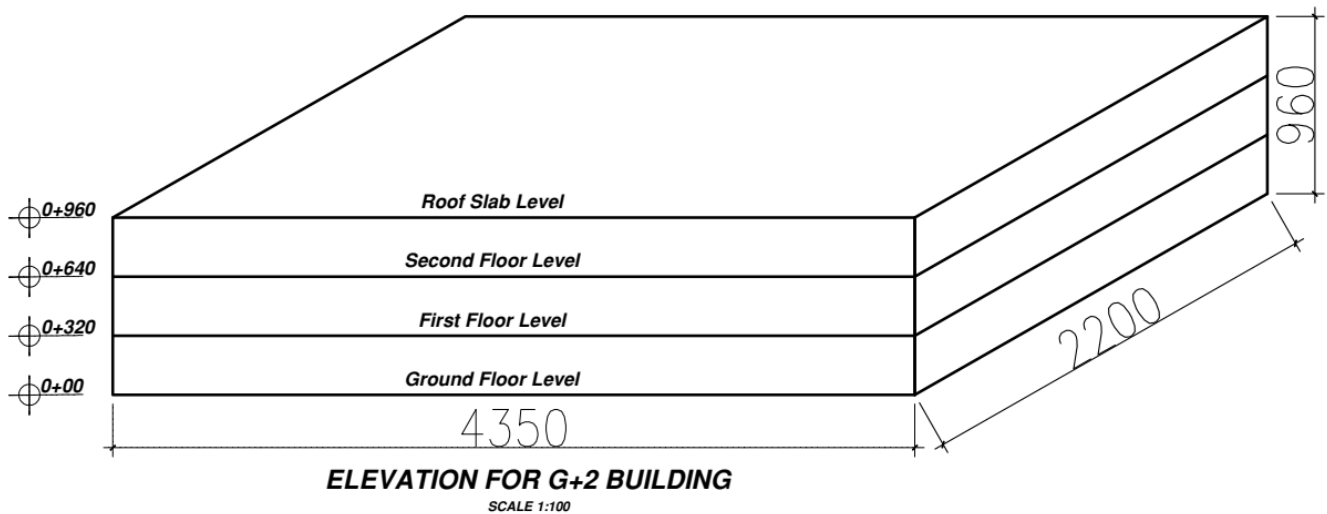 960
0+960
Roof Slab Level
0+640
Second Floor Level
0+320
First Floor Level
2200
0+00
Ground Floor Level
4350
ELEVATION FOR G+2 BUILDING
SCALE 1:100